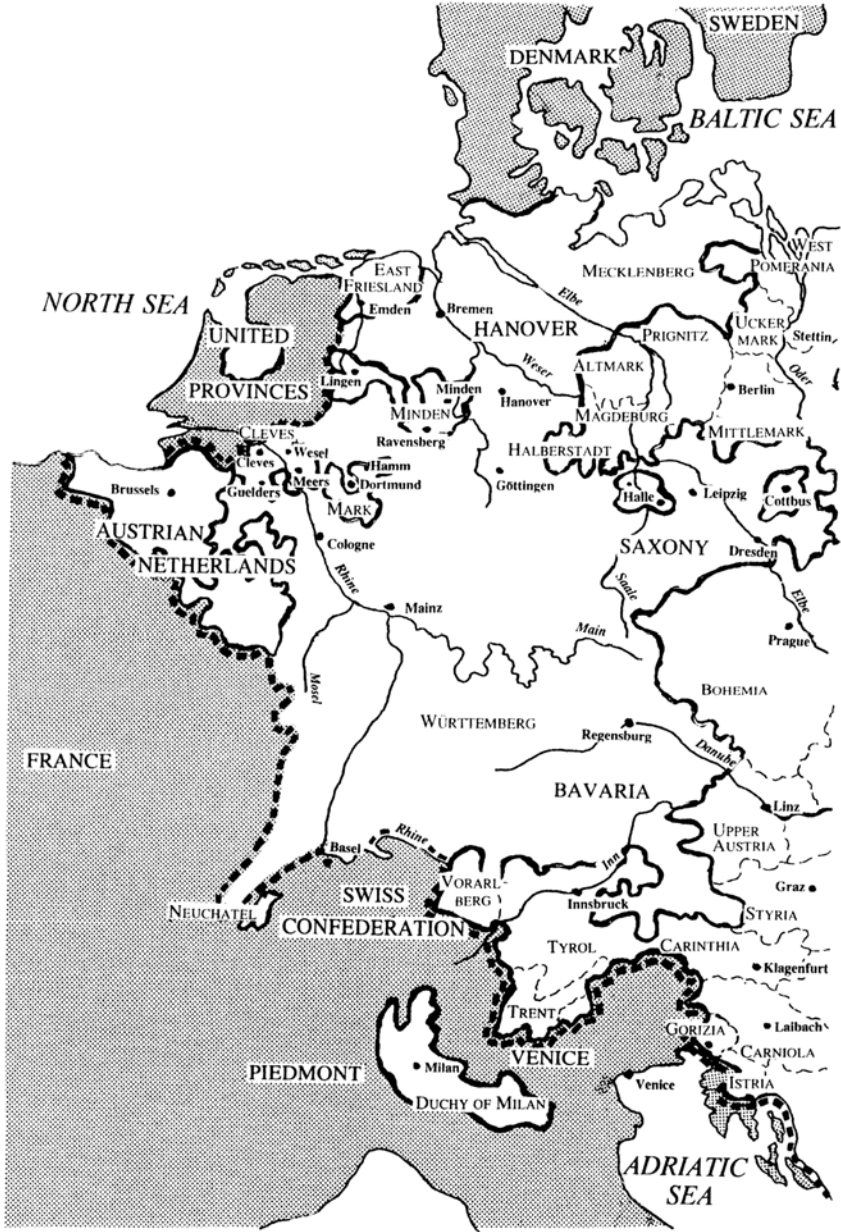 SWEDEN
DENMARK
BALTIC SEA
WEST
POMERANIA
MECKLENBERG
EAST
FRIESLAND
Emden
NORTH SEA
Bremen
Elbe
HANOVER
UCKER
MARK
Stettin
PRIGNITZ
UNITED
PROVINCES
Lingen
Weser
ALTMARK
Oder
Minden
Hanover
Berlin
MINDEN
MAGDEBURG
Ravensberg
MITTLEMARK
CLEVES
HALBERSTADT
Cleves
Wesel
Hamm
Göttingen
Brussels
Guelders
Meers
Dortmund
Halle
Leipzig
Cottbus
MARK
AUSTRIAN
NETHERLANDS
Cologne
SAXONY
Dresden
Rhine
Saale
Elbe
Mainz
Main
Prague
Mosel
BOHEMIA
WÜRTTEMBERG
Regensburg
Danube
FRANCE
BAVARIA
Linz
Rhine
Basel
Inn
UPPER
AUSTRIA
VORARL-
BERG
SWISS
CONFEDERATION
Innsbruck
Graz
NEUCHATEL
STYRIA
TYROL
CARINTHIA
Klagenfurt
TRENT
GORIZIA
Laibach
VENICE
CARNIOLA
PIEDMONT
Milan
Venice
ISTRIA
DUCHY OF MILAN
ADRIATIC
SEA